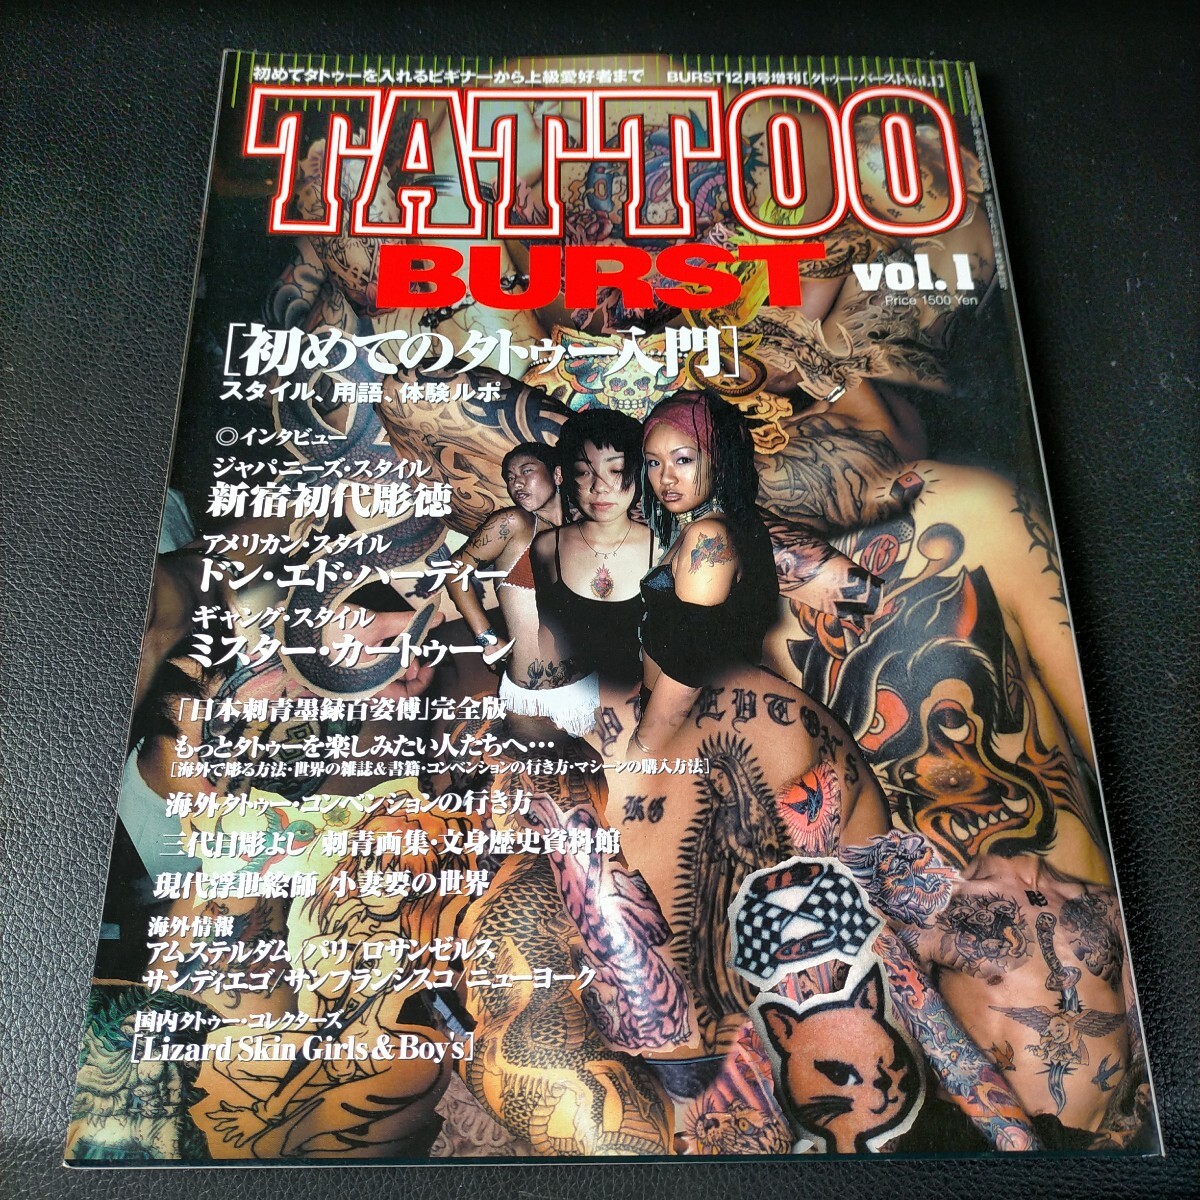 初めてタトゥーを入れるビギナーから上級愛好者まで BURST12月号増刊[タトゥー・バーストVol.1]
TATTOO
BURST vol.1
Price 1500 Yen
[初めてのタトゥー入門]
スタイル、用語、体験ルポ
◎インタビュー
ジャパニーズ・スタイル
新宿初代彫徳
アメリカン・スタイル
ドン・エド・ハーディー
ギャング・スタイル
ミスター・カートゥーン
「日本刺青墨録百姿傳」完全版
もっとタトゥーを楽しみたい人たちへ…
[海外で彫る方法・世界の雑誌&書籍・コンベンションの行き方・マシーンの購入方法]
海外タトゥー・コンベンションの行き方
三代目彫よし/刺青画集・文身歴史資料館
現代浮世絵師/小妻要の世界
海外情報
アムステルダム/パリ/ロサンゼルス
サンディエゴ/サンフランシスコ/ニューヨーク
国内タトゥー・コレクターズ
[Lizard Skin Girls & Boy's]